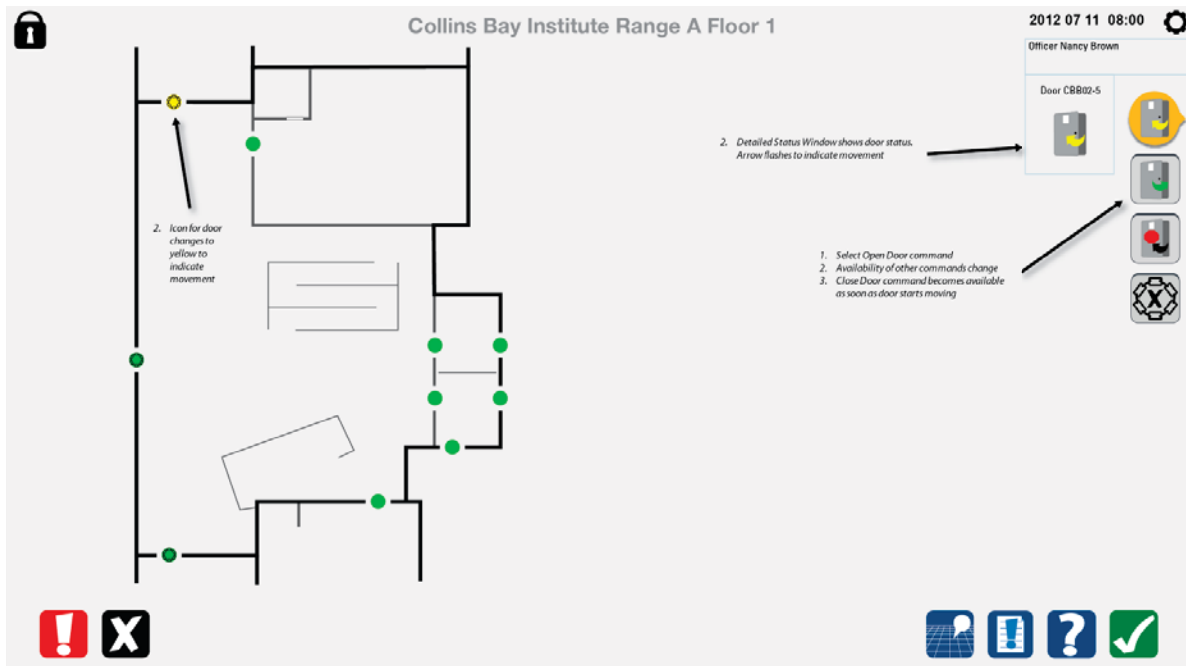 Collins Bay Institute Range A Floor 1
2012 07 11 08:00
Officer Nancy Brown
Door CBB02-5
2. Detailed Status Window shows door status.
Arrow flashes to indicate movement
2. Icon for door
changes to
yellow to
indicate
movement
1. Select Open Door command
2. Availability of other commands change
3. Close Door command becomes available
as soon as door starts moving
X
!
X
!
?